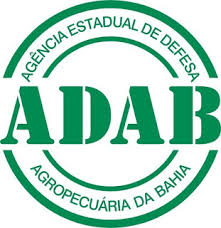 AGÊNCIA ESTADUAL DE DEFESA
ADAB
AGROPECUÁRIA DA BAHIA